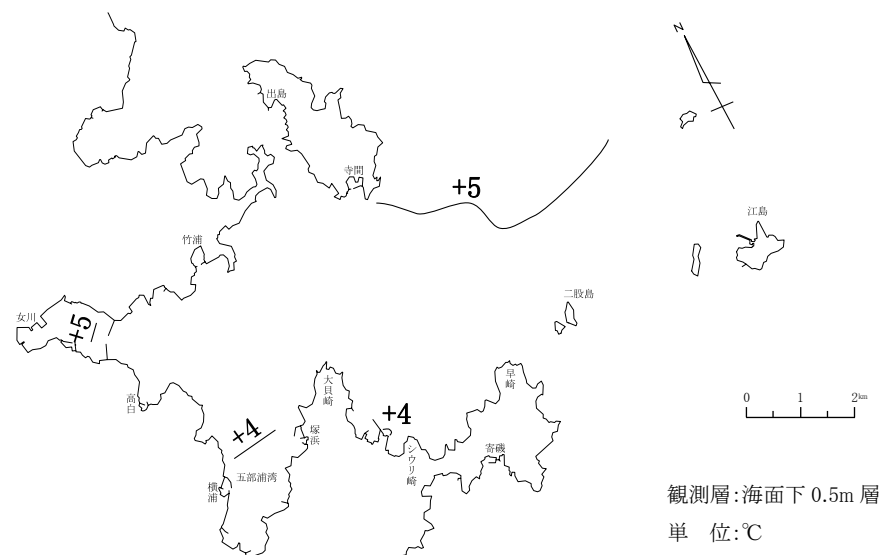 N
出島
寺間
+5
江島
竹浦
二股島
女川
+5
早崎
大貝崎
高白
+4
+4
塚浜
シウリ崎
寄磯
五部浦湾
横浦
0 1 2km
観測層:海面下 0.5m 層
単 位:℃